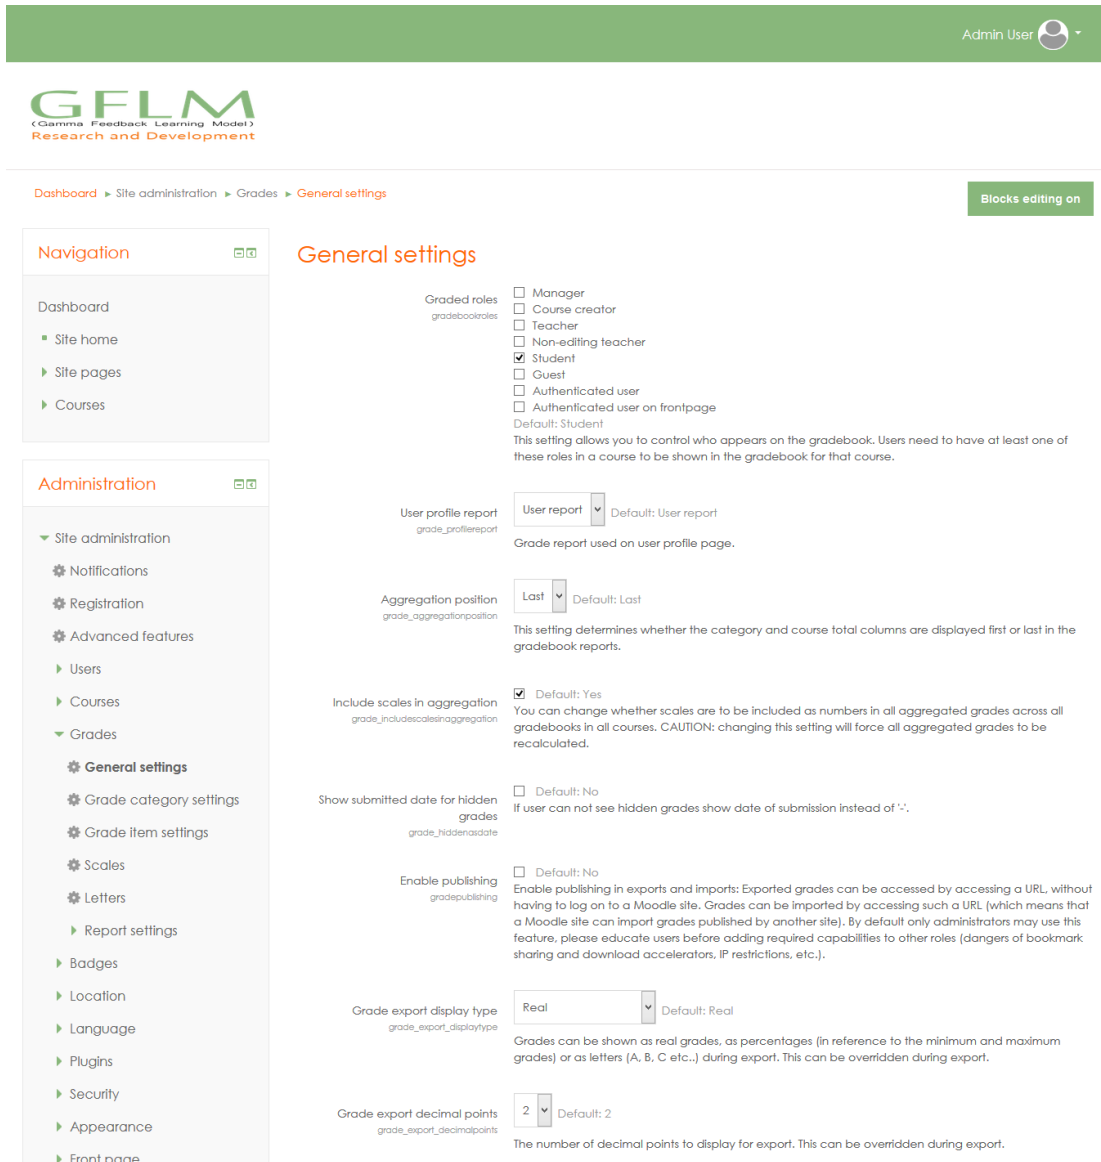 Admin User
GFLM
(Gamma Feedback Learning Model)
Research and Development
Dashboard ► Site administration ► Grades ► General settings
Blocks editing on
Navigation
Dashboard
Site home
Site pages
Courses
Administration
Site administration
Notifications
Registration
Advanced features
Users
Courses
Grades
General settings
Grade category settings
Grade item settings
Scales
Letters
Report settings
Badges
Location
Language
Plugins
Security
Appearance
Front page
General settings
Graded roles
gradebookroles
Manager
Course creator
Teacher
Non-editing teacher
Student
Guest
Authenticated user
Authenticated user on frontpage
Default: Student
This setting allows you to control who appears on the gradebook. Users need to have at least one of
these roles in a course to be shown in the gradebook for that course.
User profile report
grade_profilereport
User report Default: User report
Grade report used on user profile page.
Aggregation position
grade_aggregationposition
Last Default: Last
This setting determines whether the category and course total columns are displayed first or last in the
gradebook reports.
Include scales in aggregation
grade_includescalesinaggregation
Default: Yes
You can change whether scales are to be included as numbers in all aggregated grades across all
gradebooks in all courses. CAUTION: changing this setting will force all aggregated grades to be
recalculated.
Show submitted date for hidden
grades
grade_hiddenasdate
Default: No
If user can not see hidden grades show date of submission instead of '-'.
Enable publishing
gradepublishing
Default: No
Enable publishing in exports and imports: Exported grades can be accessed by accessing a URL, without
having to log on to a Moodle site. Grades can be imported by accessing such a URL (which means that
a Moodle site can import grades published by another site). By default only administrators may use this
feature, please educate users before adding required capabilities to other roles (dangers of bookmark
sharing and download accelerators, IP restrictions, etc.).
Grade export display type
grade_export_displaytype
Real Default: Real
Grades can be shown as real grades, as percentages (in reference to the minimum and maximum
grades) or as letters (A, B, C etc..) during export. This can be overridden during export.
Grade export decimal points
grade_export_decimalpoints
2 Default: 2
The number of decimal points to display for export. This can be overridden during export.